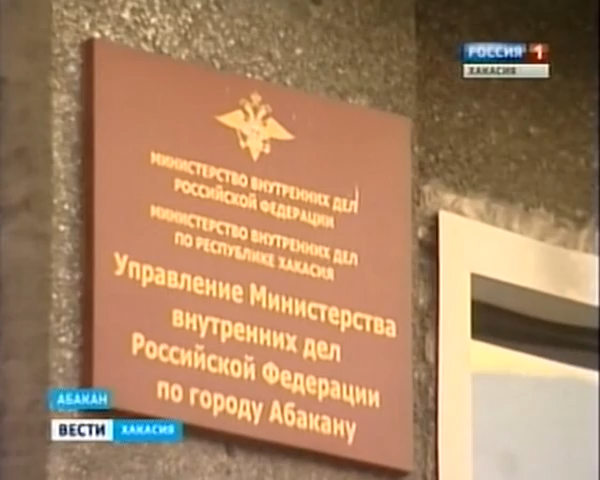 РОССИЯ 1
ХАКАСИЯ
МИНИСТЕРСТВО ВНУТРЕННИХ ДЕЛ
РОССИЙСКОЙ ФЕДЕРАЦИИ
МИНИСТЕРСТВО ВНУТРЕННИХ ДЕЛ
ПО РЕСПУБЛИКЕ ХАКАСИЯ
Управление Министерства
внутренних дел
Российской Федерации
по городу Абакану
АБАКАН
ВЕСТИ ХАКАСИЯ